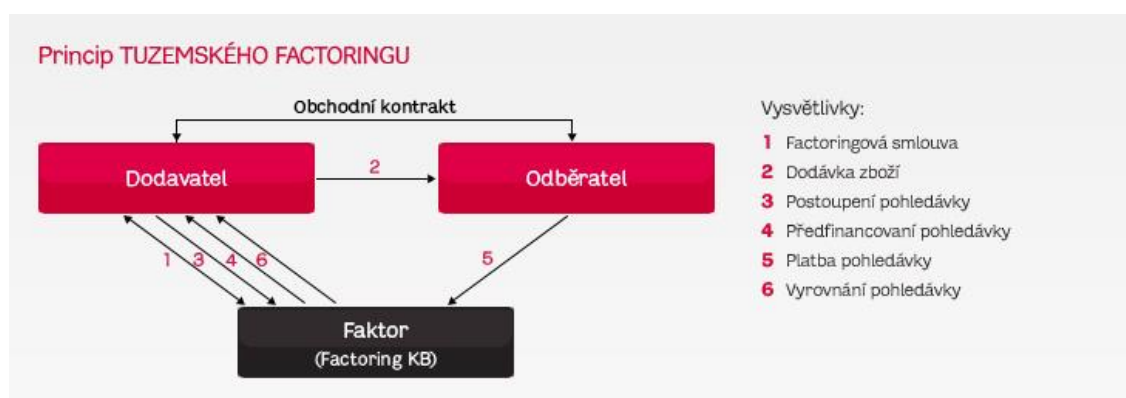 Princip TUZEMSKÉHO FACTORINGU
Obchodní kontrakt
Dodavatel
2
Odběratel
1
3
4
6
5
Faktor
(Factoring KB)
Vysvětlivky:
1 Factoringová smlouva
2 Dodávka zboží
3 Postoupení pohledávky
4 Předfinancovaní pohledávky
5 Platba pohledávky
6 Vyrovnání pohledávky